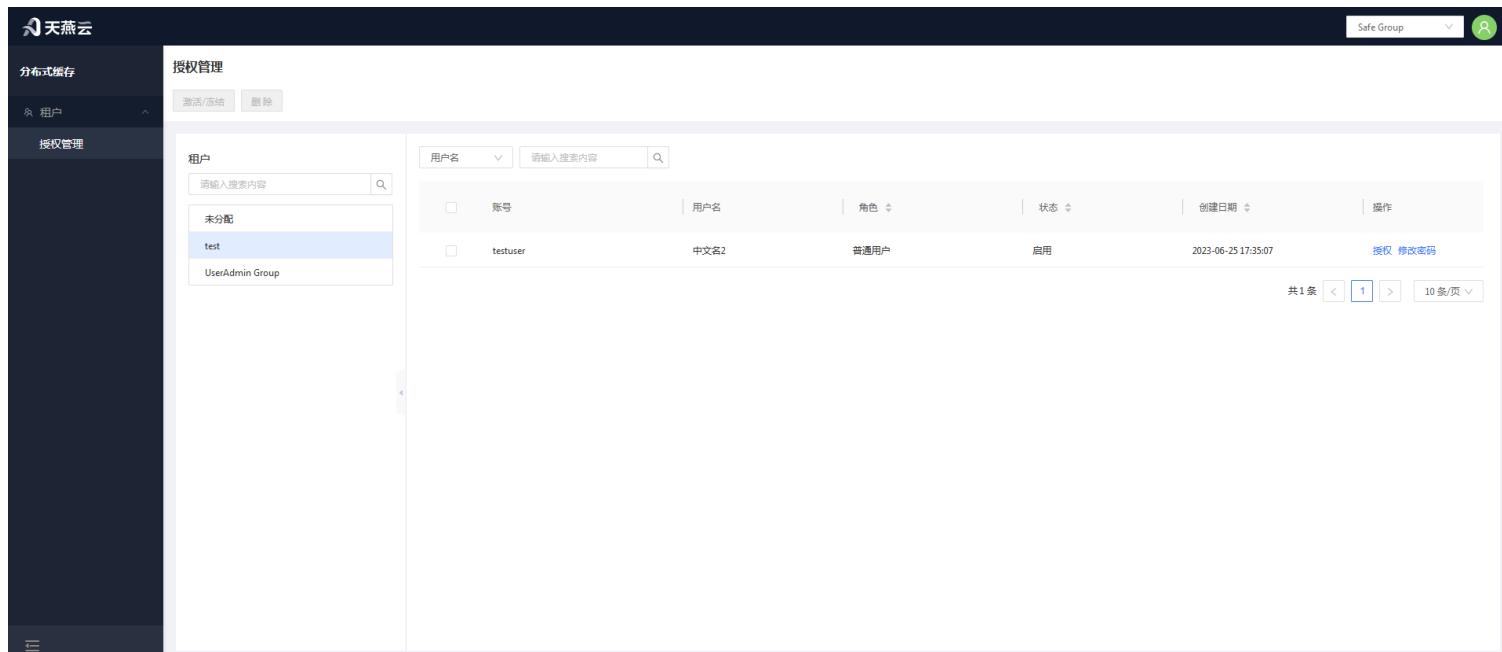 天燕云
Safe Group
分布式缓存
租户
授权管理
授权管理
激活/冻结 删除
租户
请输入搜索内容
未分配
test
UserAdmin Group
用户名 请输入搜索内容
账号 用户名 角色 状态 创建日期 操作
testuser 中文名2 普通用户 启用 2023-06-25 17:35:07 授权 修改密码
共1条 < 1 > 10 条/页